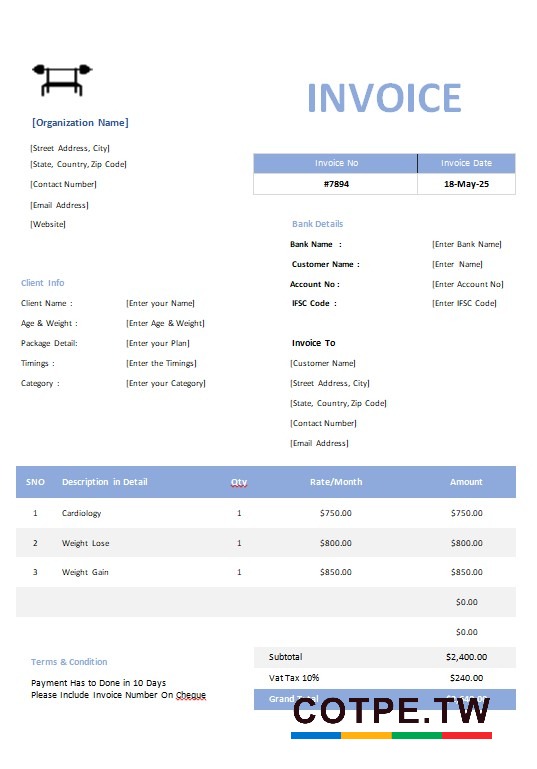 INVOICE
[Organization Name]
[Street Address, City]
[State, Country, Zip Code]
[Contact Number]
[Email Address]
[Website]
Invoice No Invoice Date
#7894 18-May-25
Bank Details
Bank Name : [Enter Bank Name]
Customer Name : [Enter Name]
Account No : [Enter Account No]
IFSC Code : [Enter IFSC Code]
Client Info
Client Name : [Enter your Name]
Age & Weight : [Enter Age & Weight]
Package Detail: [Enter your Plan]
Timings : [Enter the Timings]
Category : [Enter your Category]
Invoice To
[Customer Name]
[Street Address, City]
[State, Country, Zip Code]
[Contact Number]
[Email Address]
SNO Description in Detail Qty Rate/Month Amount
1 Cardiology 1 $750.00 $750.00
2 Weight Lose 1 $800.00 $800.00
3 Weight Gain 1 $850.00 $850.00
$0.00
$0.00
Subtotal $2,400.00
Vat Tax 10% $240.00
Grand Total
Terms & Condition
Payment Has to Done in 10 Days
Please Include Invoice Number On Cheque
COTPE.TW